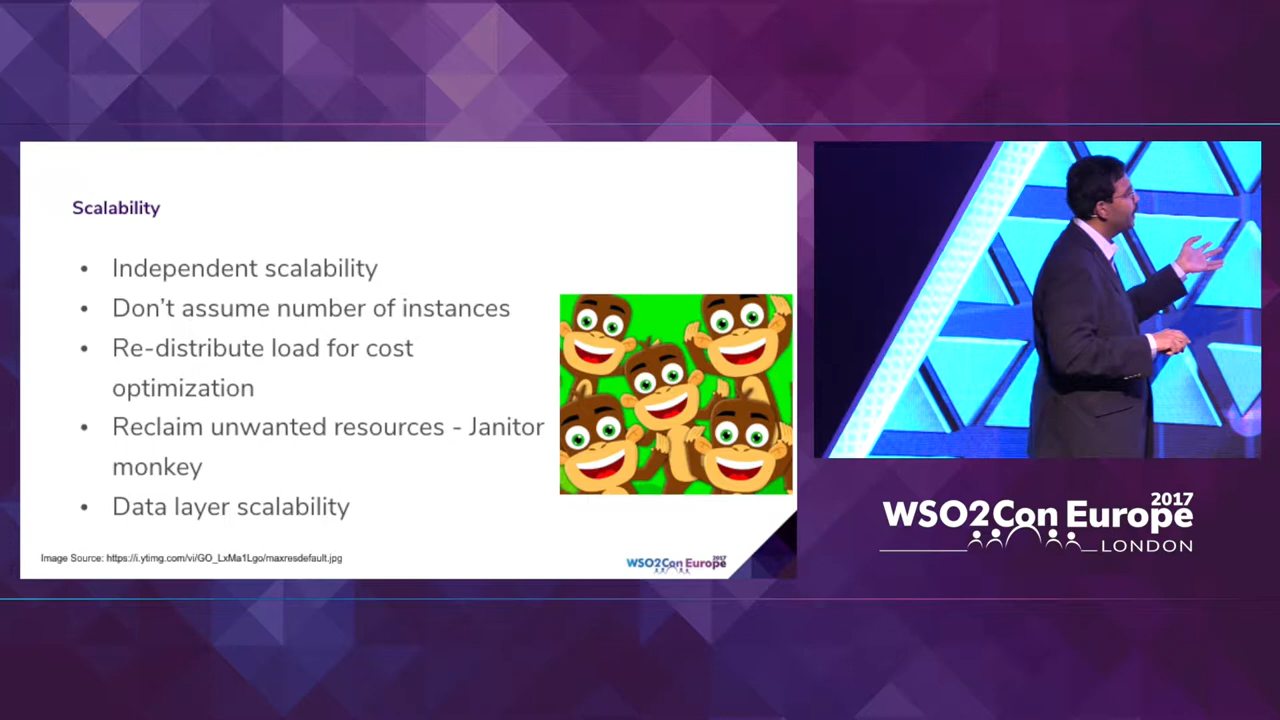 Scalability
• Independent scalability
• Don't assume number of instances
• Re-distribute load for cost
optimization
• Reclaim unwanted resources - Janitor
monkey
• Data layer scalability
Image Source: https://i.ytimg.com/vi/GO_LxMa1Lgo/maxresdefault.jpg
WSO2Con Europe 2017
WSO2Con Europe 2017
LONDON